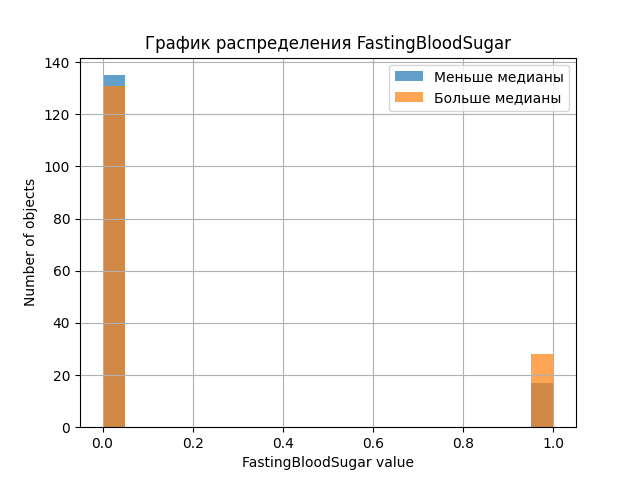 График распределения FastingBloodSugar
Меньше медианы
Больше медианы
140
120
100
80
60
40
20
0
Number of objects
0.0 0.2 0.4 0.6 0.8 1.0
FastingBloodSugar value